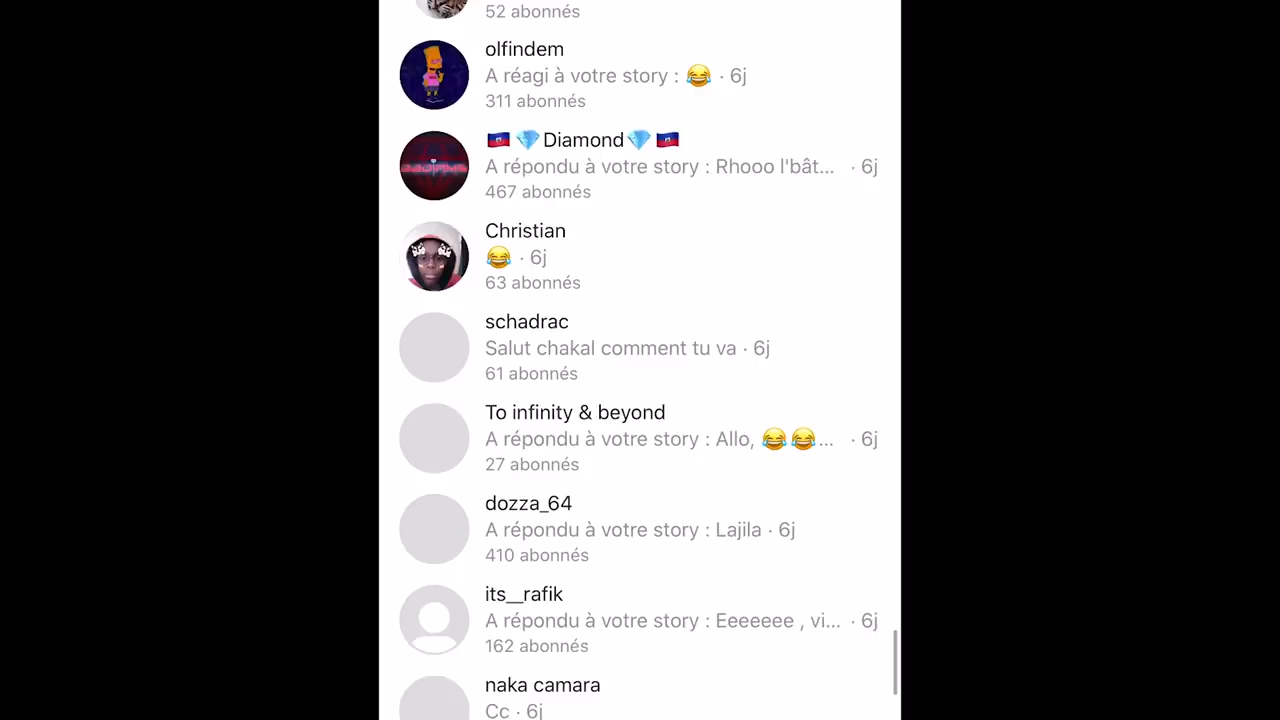 52 abonnés
olfindem
A réagi à votre story : 😂 · 6j
311 abonnés
🇭🇹 💎Diamond💎 🇭🇹
A répondu à votre story : Rhooo l'bât... · 6j
467 abonnés
Christian
😂 · 6j
63 abonnés
schadrac
Salut chakal comment tu va · 6j
61 abonnés
To infinity & beyond
A répondu à votre story : Allo, 😂😂... · 6j
27 abonnés
dozza_64
A répondu à votre story : Lajila · 6j
410 abonnés
its__rafik
A répondu à votre story : Eeeeeee , vi... · 6j
162 abonnés
naka camara
Cc · 6j